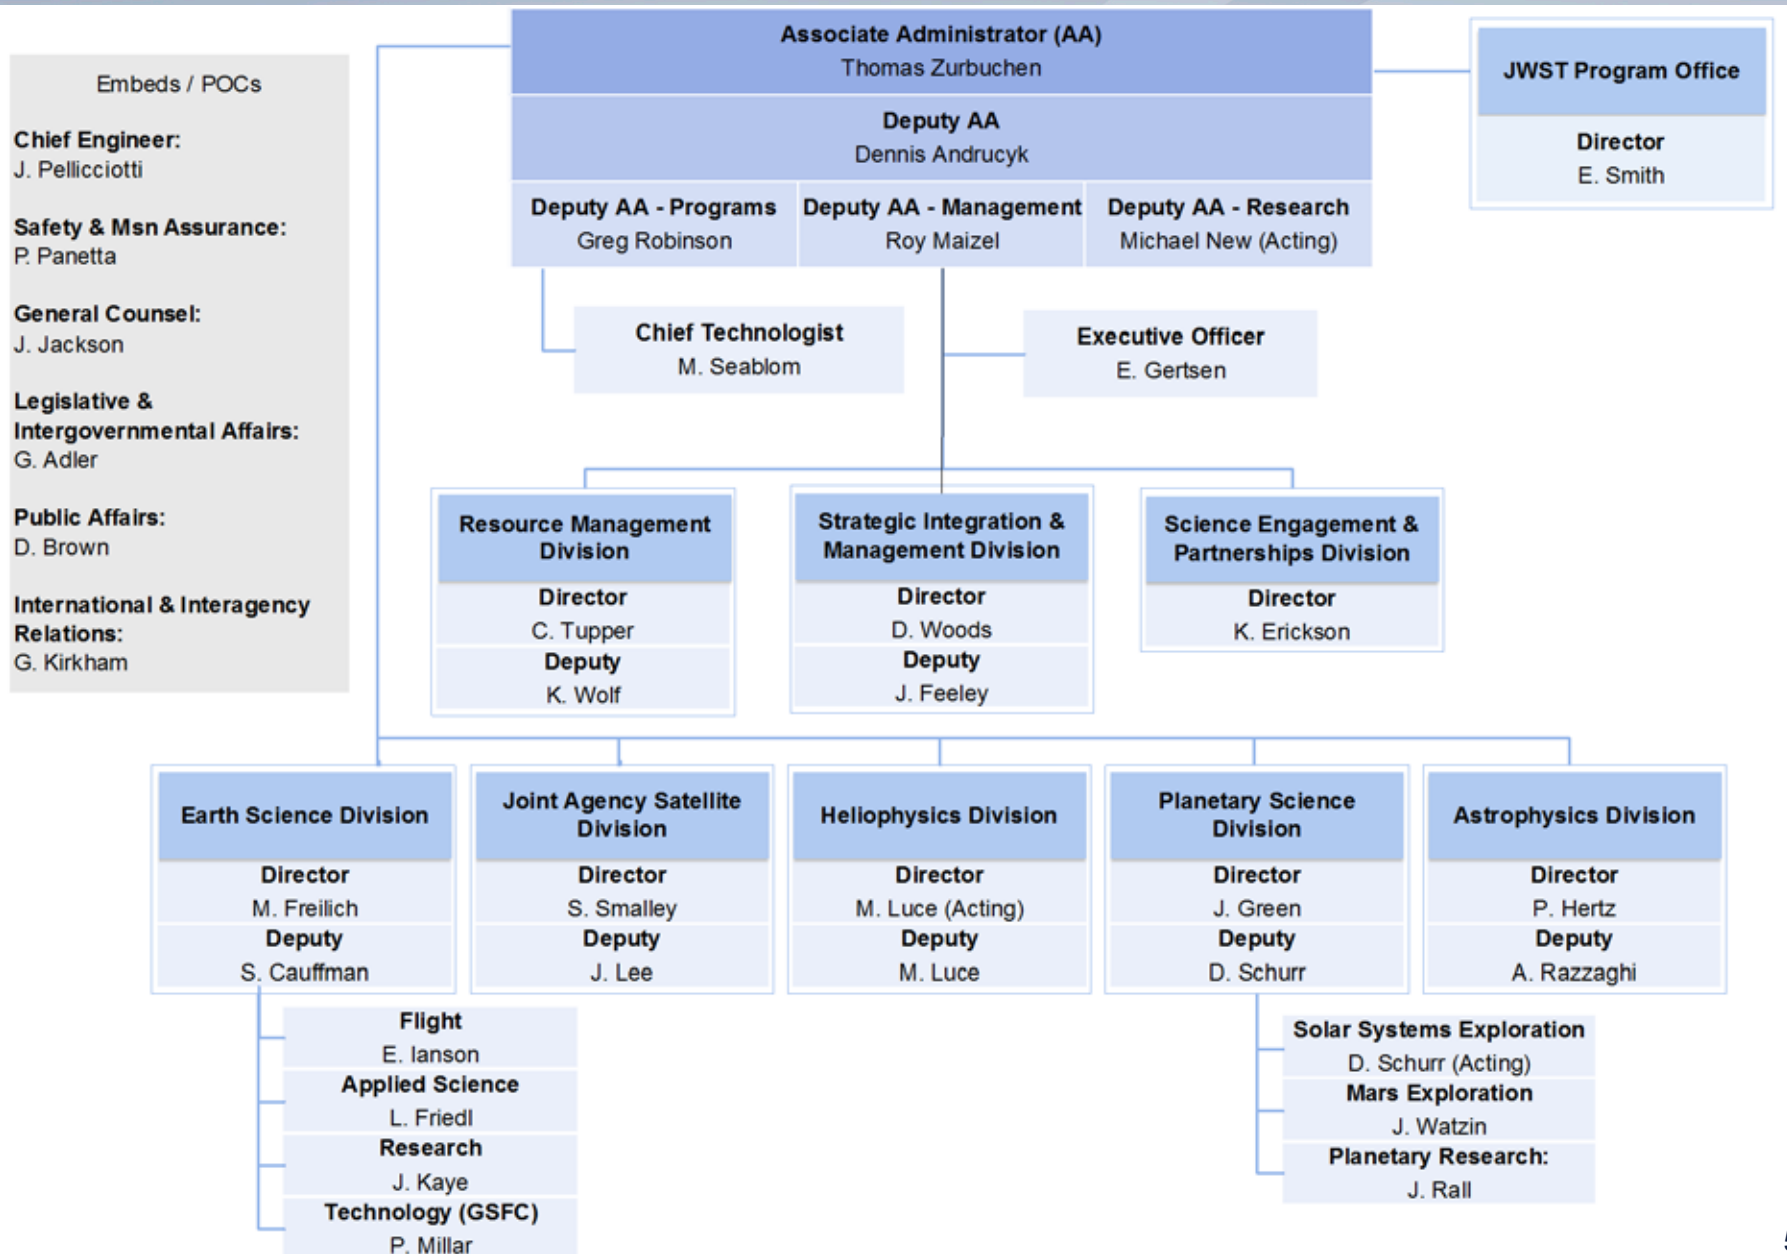 Associate Administrator (AA)
Thomas Zurbuchen
Deputy AA
Dennis Andrucyk
Deputy AA - Programs
Greg Robinson
Deputy AA - Management
Roy Maizel
Deputy AA - Research
Michael New (Acting)
JWST Program Office
Director
E. Smith
Embeds / POCs
Chief Engineer:
J. Pellicciotti
Safety & Msn Assurance:
P. Panetta
General Counsel:
J. Jackson
Legislative &
Intergovernmental Affairs:
G. Adler
Public Affairs:
D. Brown
International & Interagency
Relations:
G. Kirkham
Chief Technologist
M. Seablom
Executive Officer
E. Gertsen
Resource Management
Division
Director
C. Tupper
Deputy
K. Wolf
Strategic Integration &
Management Division
Director
D. Woods
Deputy
J. Feeley
Science Engagement &
Partnerships Division
Director
K. Erickson
Earth Science Division
Director
M. Freilich
Deputy
S. Cauffman
Flight
E. Ianson
Applied Science
L. Friedl
Research
J. Kaye
Technology (GSFC)
P. Millar
Joint Agency Satellite
Division
Director
S. Smalley
Deputy
J. Lee
Heliophysics Division
Director
M. Luce (Acting)
Deputy
M. Luce
Planetary Science
Division
Director
J. Green
Deputy
D. Schurr
Solar Systems Exploration
D. Schurr (Acting)
Mars Exploration
J. Watzin
Planetary Research:
J. Rall
Astrophysics Division
Director
P. Hertz
Deputy
A. Razzaghi